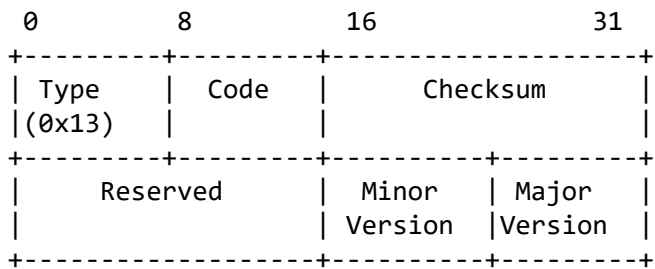 0 8 16 31
+---------+---------+--------------------+
| Type | Code | Checksum |
|(0x13) | | |
+---------+---------+----------+---------+
| Reserved | Minor | Major |
| | Version |Version |
+-------------------+----------+---------+